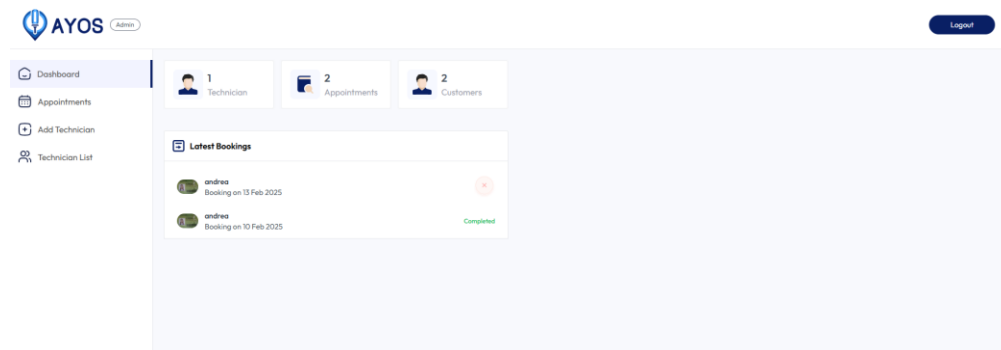 AYOS Admin
Logout
Dashboard
Appointments
Add Technician
Technician List
1
Technician
2
Appointments
2
Customers
Latest Bookings
andrea
Booking on 13 Feb 2025
andrea
Booking on 10 Feb 2025
Completed